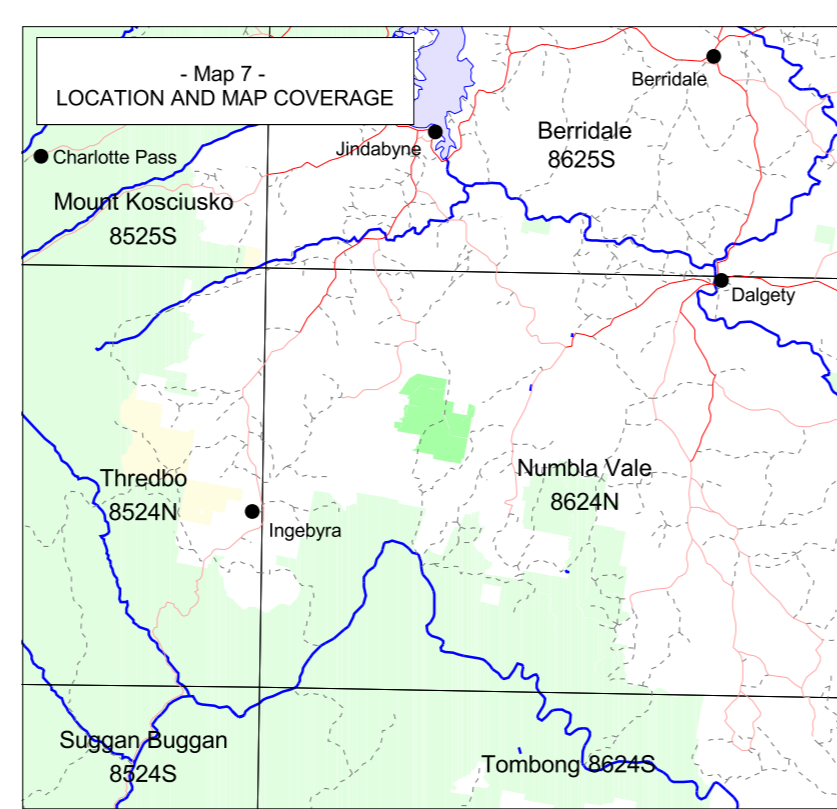 - Map 7 -
LOCATION AND MAP COVERAGE
Berridale
Charlotte Pass
Jindabyne
Berridale
8625S
Mount Kosciusko
8525S
Dalgety
Thredbo
8524N
Numbla Vale
8624N
Ingebyra
Suggan Buggan
8524S
Tombong 8624S